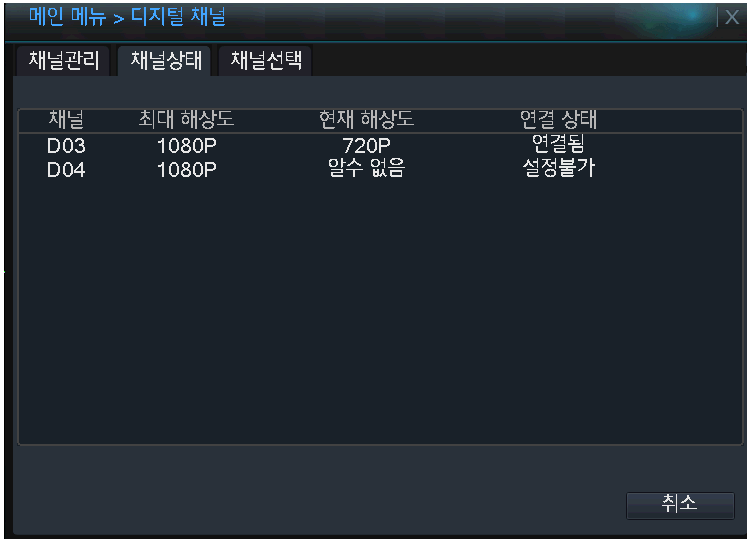 메인 메뉴 > 디지털 채널 X
채널관리 채널상태 채널선택
채널 최대 해상도 현재 해상도 연결 상태
D03 1080P 720P 연결됨
D04 1080P 알수 없음 설정불가
취소